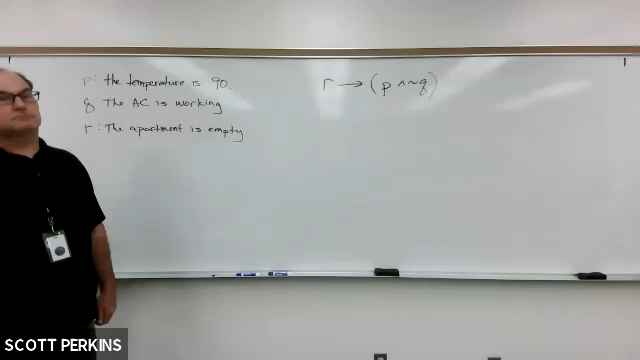 p: the temperature is 90.
q The AC is working
r: The apartment is empty
r → (p ∧ ~q)
SCOTT PERKINS